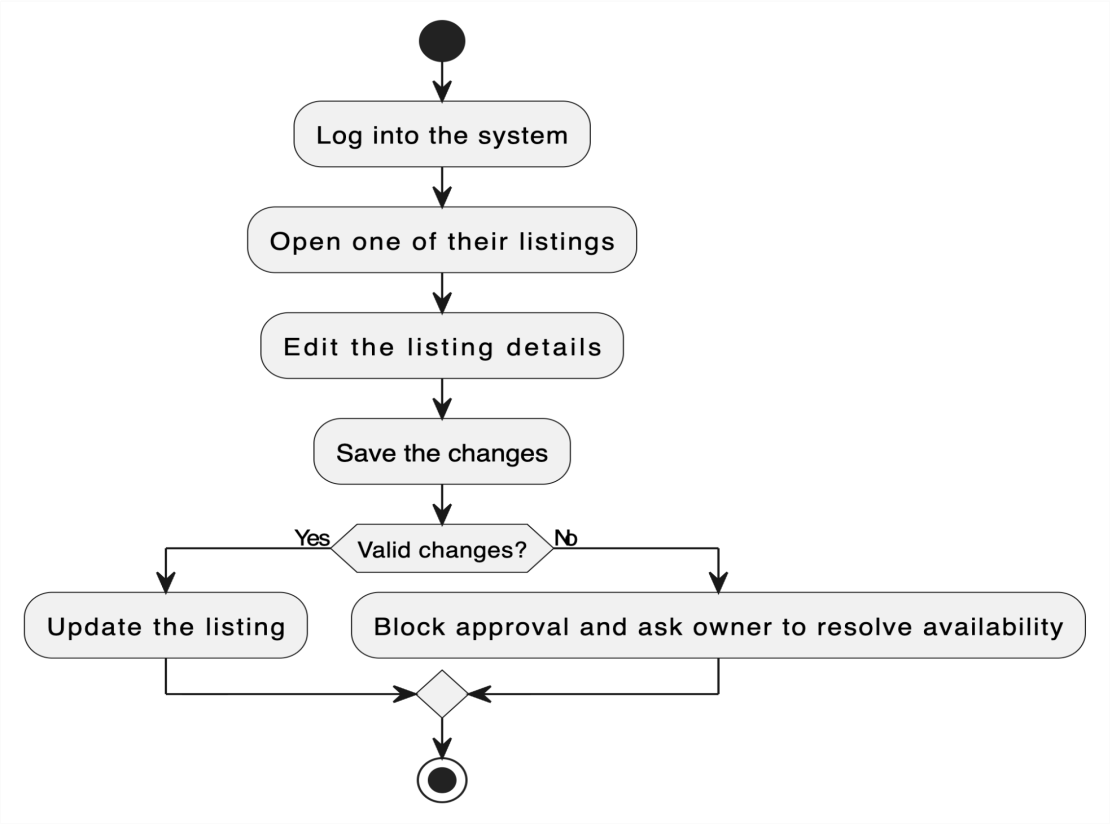 Log into the system
Open one of their listings
Edit the listing details
Save the changes
Yes
Valid changes?
No
Update the listing
Block approval and ask owner to resolve availability